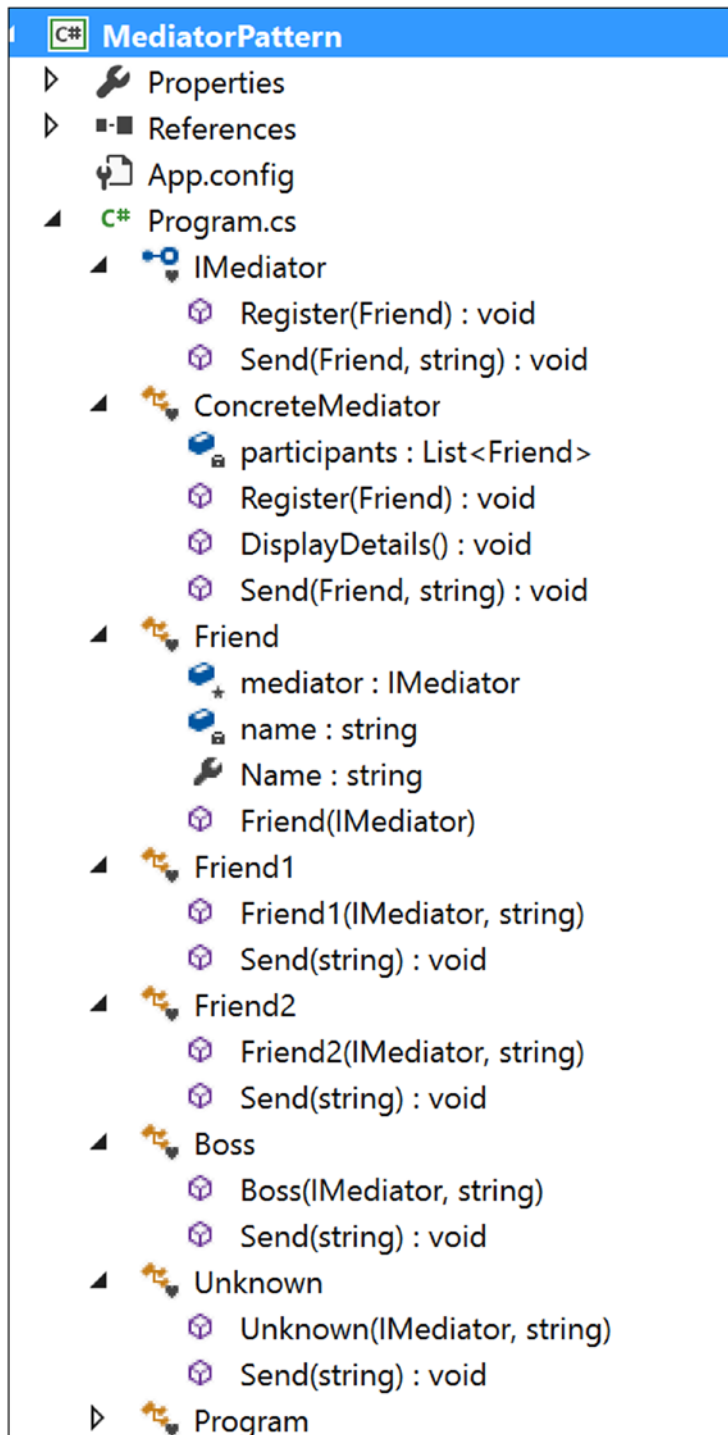 C# MediatorPattern
Properties
References
App.config
C# Program.cs
IMediator
Register(Friend) : void
Send(Friend, string) : void
ConcreteMediator
participants : List<Friend>
Register(Friend) : void
DisplayDetails() : void
Send(Friend, string) : void
Friend
mediator : IMediator
name : string
Name : string
Friend(IMediator)
Friend1
Friend1(IMediator, string)
Send(string) : void
Friend2
Friend2(IMediator, string)
Send(string) : void
Boss
Boss(IMediator, string)
Send(string) : void
Unknown
Unknown(IMediator, string)
Send(string) : void
Program